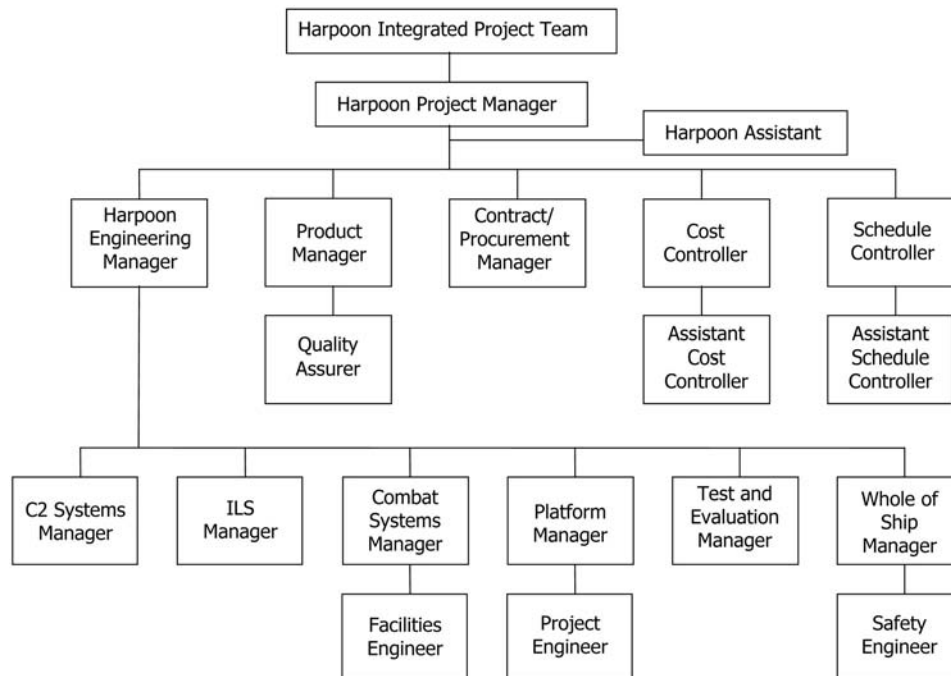 Harpoon Integrated Project Team
Harpoon Project Manager
Harpoon Assistant
Harpoon
Engineering
Manager
Product
Manager
Contract/
Procurement
Manager
Cost
Controller
Schedule
Controller
Quality
Assurer
Assistant
Cost
Controller
Assistant
Schedule
Controller
C2 Systems
Manager
ILS
Manager
Combat
Systems
Manager
Platform
Manager
Test and
Evaluation
Manager
Whole of
Ship
Manager
Facilities
Engineer
Project
Engineer
Safety
Engineer